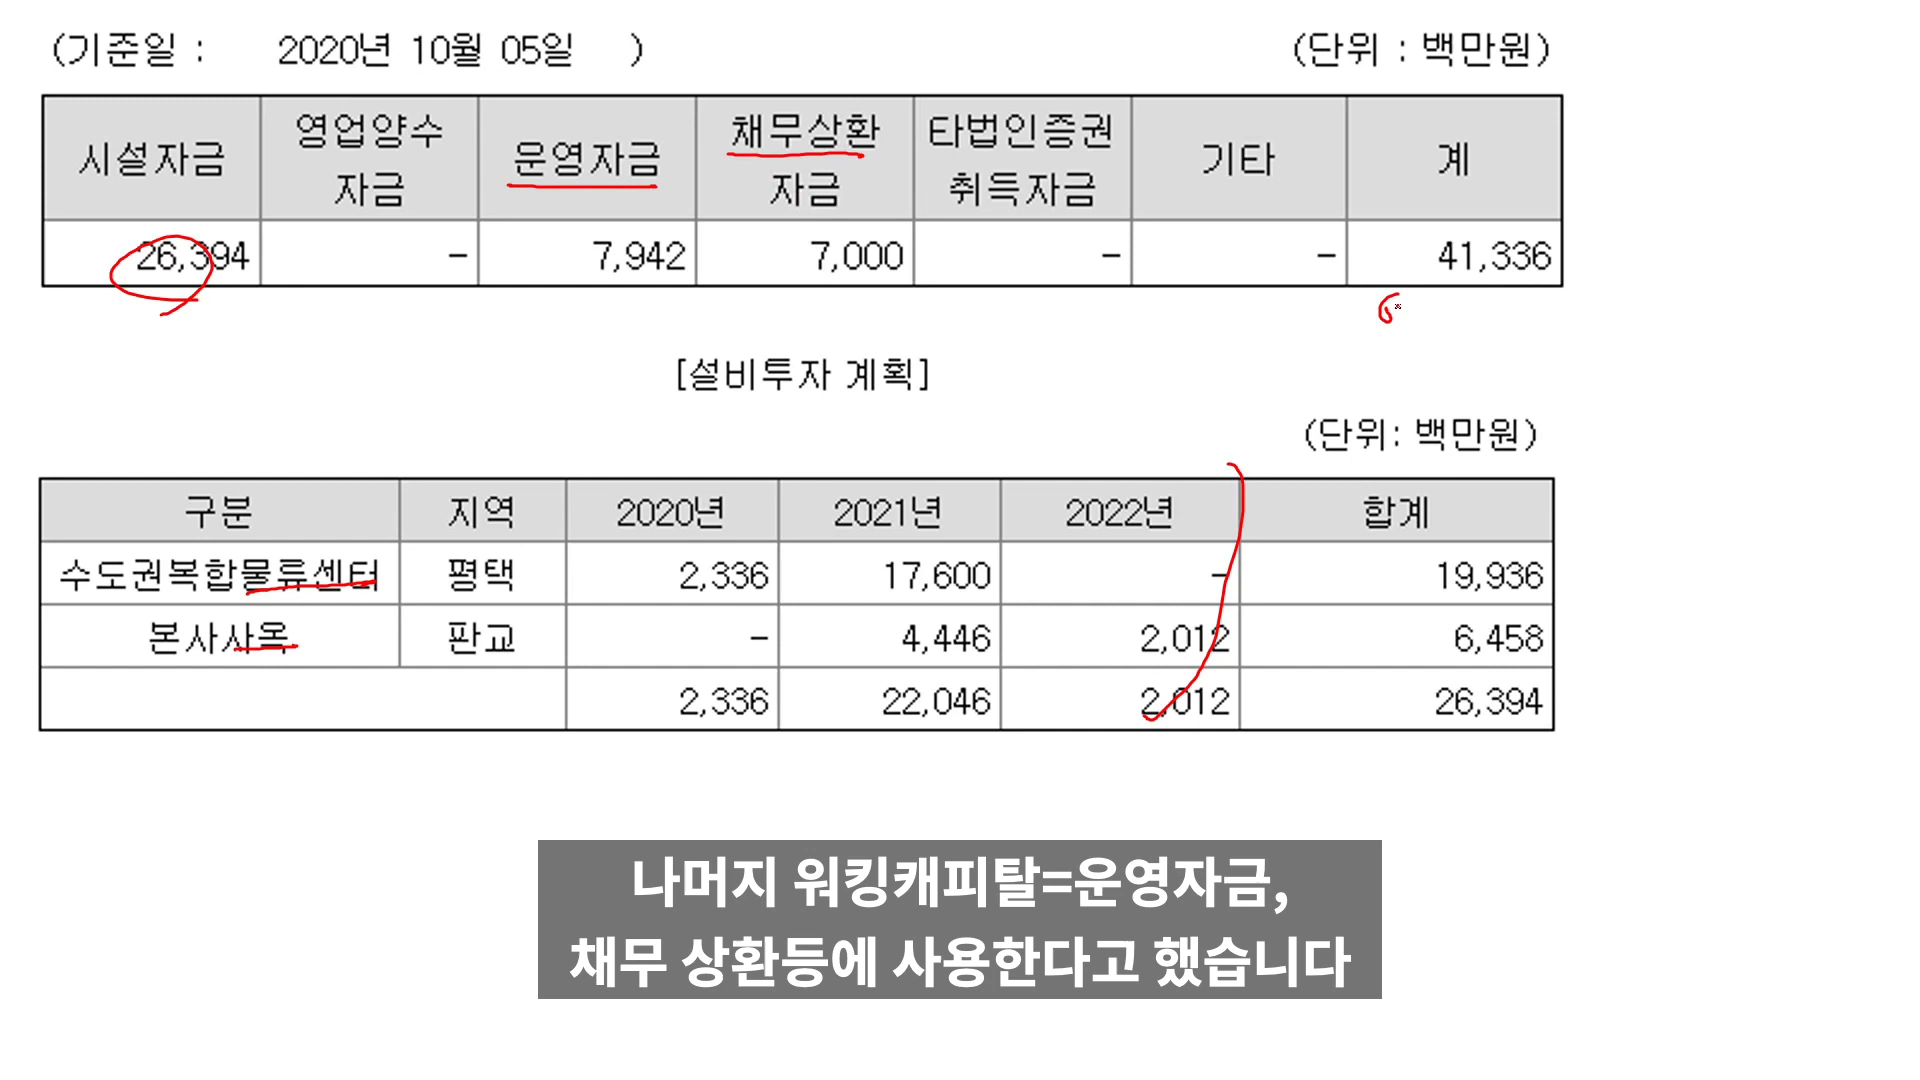 (기준일 : 2020년 10월 05일 ) (단위 : 백만원)
시설자금 영업양수 자금 운영자금 채무상환 자금 타법인증권 취득자금 기타 계
26,394 - 7,942 7,000 - - 41,336
[설비투자 계획]
(단위: 백만원)
구분 지역 2020년 2021년 2022년 합계
수도권복합물류센터 평택 2,336 17,600 - 19,936
본사사옥 판교 - 4,446 2,012 6,458
2,336 22,046 2,012 26,394
나머지 워킹캐피탈=운영자금,
채무 상환등에 사용한다고 했습니다